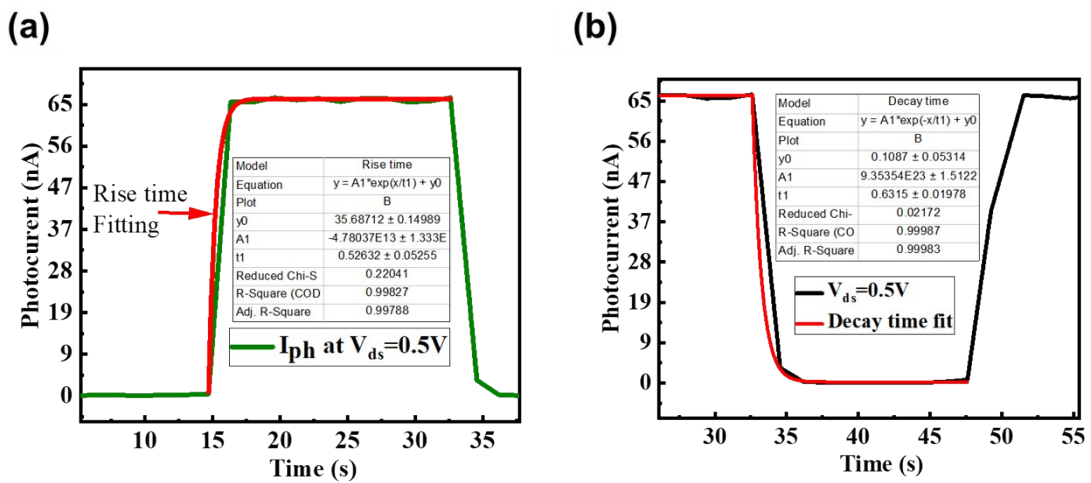 (a)
Photocurent (nA)
65
56
47
37
28
19
9
0
Rise time
Fitting
Model Rise time
Equation y = A1*exp(x/t1) + y0
Plot B
y0 35.68712 ± 0.14989
A1 -4.78037E13 ± 1.333E
t1 0.52632 ± 0.05255
Reduced Chi-S 0.22041
R-Square (COD 0.99827
Adj. R-Square 0.99788
Iph at Vds=0.5V
10 15 20 25 30 35
Time (s)
(b)
Photocurrent (nA)
65
56
47
37
28
19
9
0
Model Decay time
Equation y = A1*exp(-x/t1) + y0
Plot B
y0 0.1087 ± 0.05314
A1 9.35354E23 ± 1.5122
t1 0.6315 ± 0.01978
Reduced Chi- 0.02172
R-Square (CO 0.99987
Adj. R-Square 0.99983
Vds=0.5V
Decay time fit
30 35 40 45 50 55
Time (s)